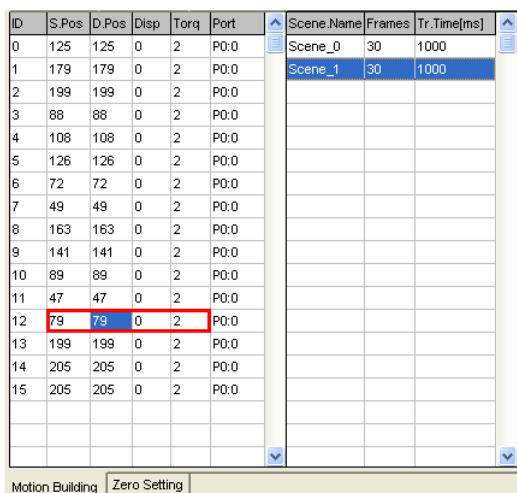 ID S.Pos D.Pos Disp Torq Port Scene.Name Frames Tr.Time[ms]
0 125 125 0 2 P0:0 Scene_0 30 1000
1 179 179 0 2 P0:0 Scene_1 30 1000
2 199 199 0 2 P0:0
3 88 88 0 2 P0:0
4 108 108 0 2 P0:0
5 126 126 0 2 P0:0
6 72 72 0 2 P0:0
7 49 49 0 2 P0:0
8 163 163 0 2 P0:0
9 141 141 0 2 P0:0
10 89 89 0 2 P0:0
11 47 47 0 2 P0:0
12 79 79 0 2 P0:0
13 199 199 0 2 P0:0
14 205 205 0 2 P0:0
15 205 205 0 2 P0:0
Motion Building Zero Setting